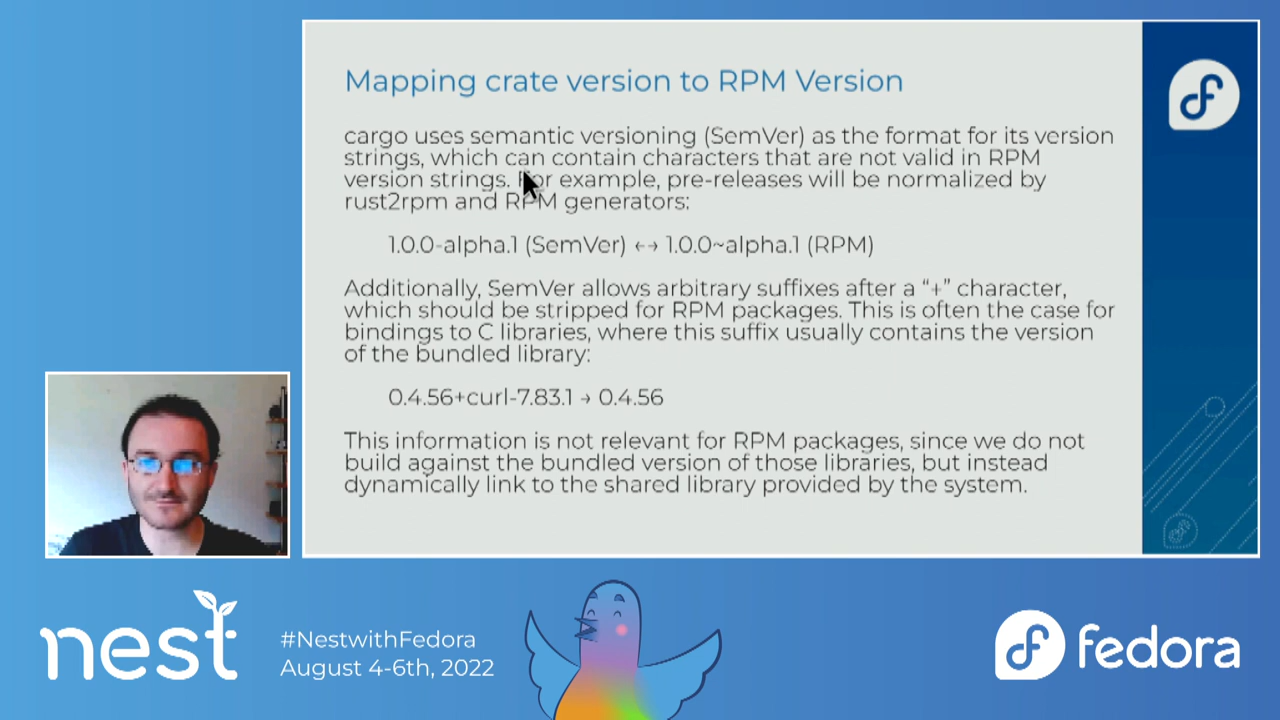 Mapping crate version to RPM Version
cargo uses semantic versioning (SemVer) as the format for its version
strings, which can contain characters that are not valid in RPM
version strings. For example, pre-releases will be normalized by
rust2rpm and RPM generators:
1.0.0-alpha.1 (SemVer) ↔ 1.0.0~alpha.1 (RPM)
Additionally, SemVer allows arbitrary suffixes after a “+” character,
which should be stripped for RPM packages. This is often the case for
bindings to C libraries, where this suffix usually contains the version
of the bundled library:
0.4.56+curl-7.83.1 → 0.4.56
This information is not relevant for RPM packages, since we do not
build against the bundled version of those libraries, but instead
dynamically link to the shared library provided by the system.
nest
#NestwithFedora
August 4-6th, 2022
fedora